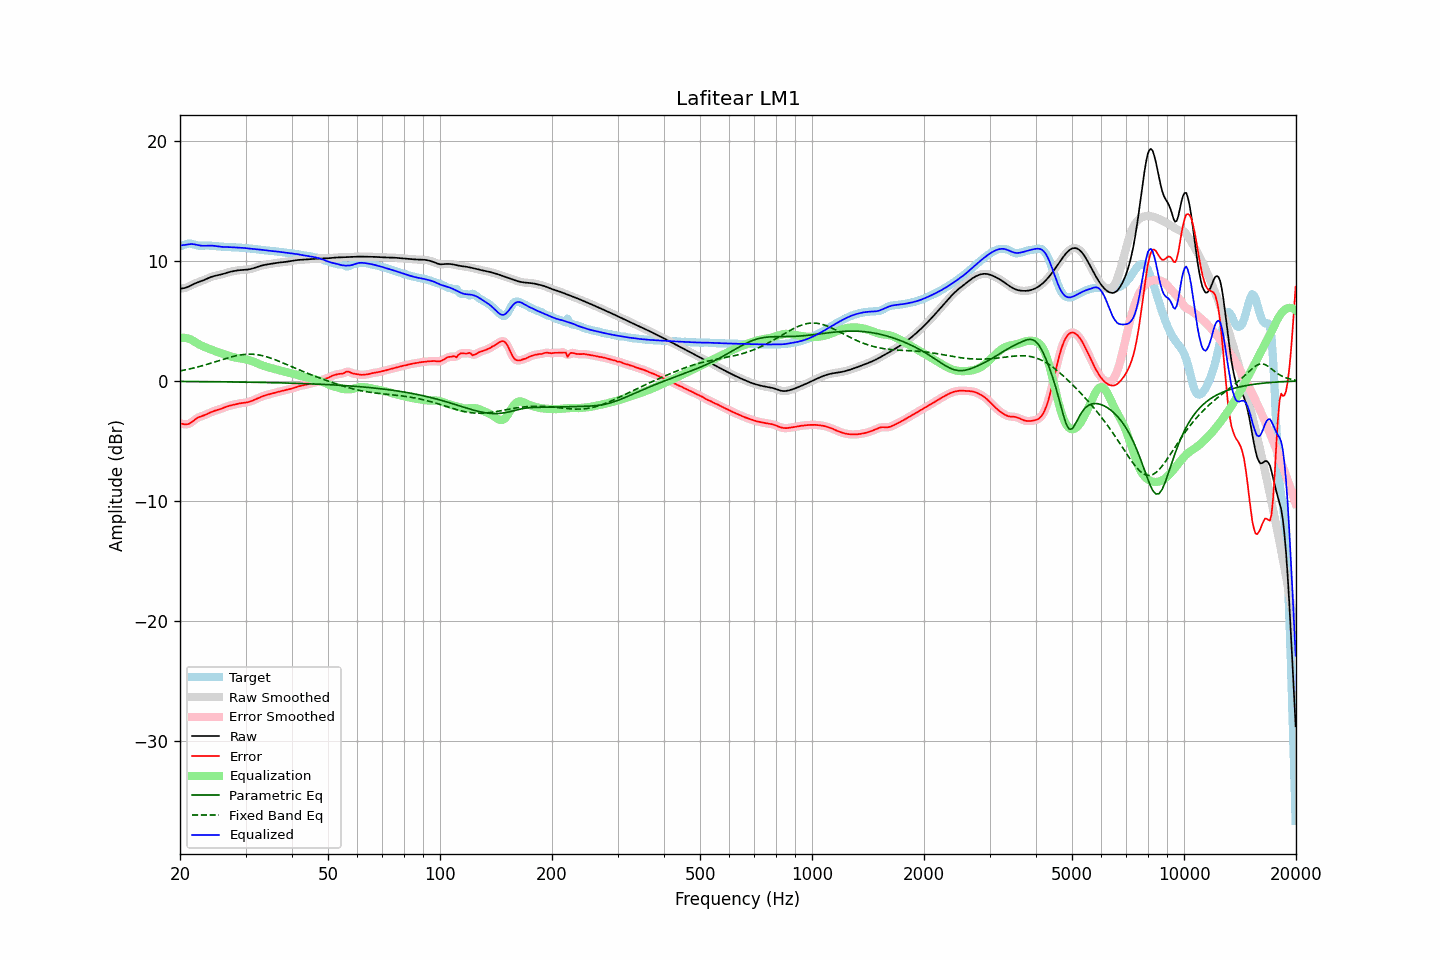 Lafitear LM1
Amplitude (dBr)
20
10
0
−10
−20
−30
Target
Raw Smoothed
Error Smoothed
Raw
Error
Equalization
Parametric Eq
Fixed Band Eq
Equalized
20 50 100 200 500 1000 2000 5000 10000 20000
Frequency (Hz)